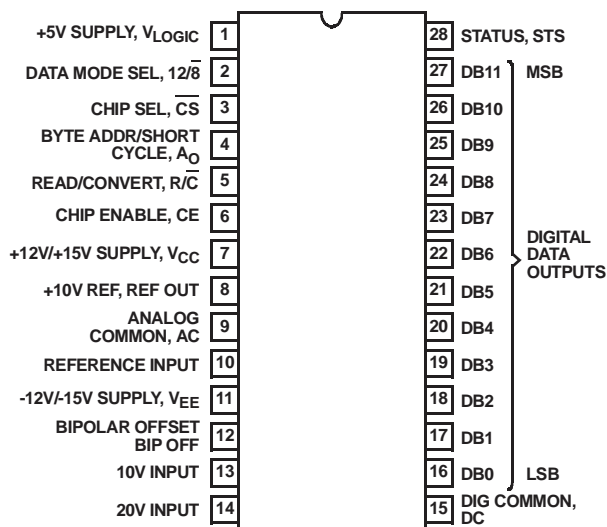 +5V SUPPLY, VLOGIC 1
DATA MODE SEL, 12/8̅ 2
CHIP SEL, C̅S̅ 3
BYTE ADDR/SHORT
CYCLE, AO 4
READ/CONVERT, R/C̅ 5
CHIP ENABLE, CE 6
+12V/+15V SUPPLY, VCC 7
+10V REF, REF OUT 8
ANALOG
COMMON, AC 9
REFERENCE INPUT 10
-12V/-15V SUPPLY, VEE 11
BIPOLAR OFFSET
BIP OFF 12
10V INPUT 13
20V INPUT 14
28 STATUS, STS
27 DB11 MSB
26 DB10
25 DB9
24 DB8
23 DB7
22 DB6
21 DB5
20 DB4
19 DB3
18 DB2
17 DB1
16 DB0 LSB
15 DIG COMMON,
DC
DIGITAL
DATA
OUTPUTS